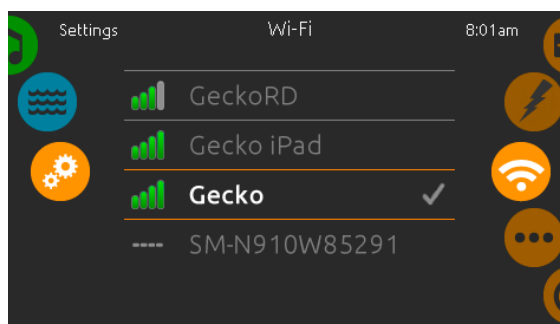 Settings Wi-Fi 8:01am
GeckoRD
Gecko iPad
Gecko
SM-N910W85291